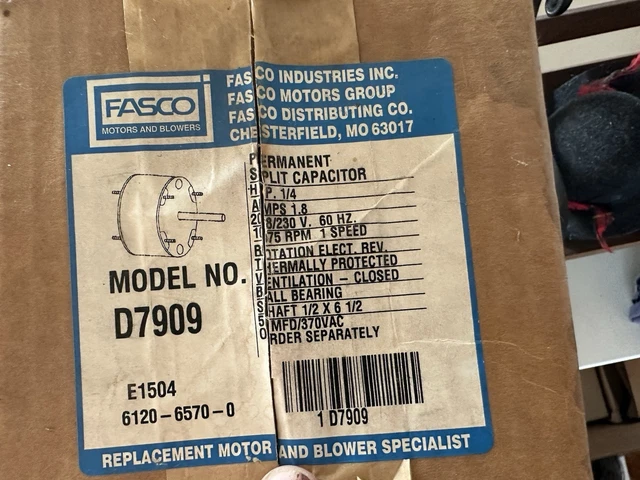 FASCO
MOTORS AND BLOWERS
FASCO INDUSTRIES INC.
FASCO MOTORS GROUP
FASCO DISTRIBUTING CO.
CHESTERFIELD, MO 63017
PERMANENT
SPLIT CAPACITOR
H.P. 1/4
AMPS 1.8
208/230 V. 60 HZ.
1075 RPM 1 SPEED
ROTATION ELECT. REV.
THERMALLY PROTECTED
VENTILATION - CLOSED
BALL BEARING
SHAFT 1/2 X 6 1/2
5 MFD/370VAC
ORDER SEPARATELY
MODEL NO.
D7909
E1504
6120-6570-0
1 D7909
REPLACEMENT MOTOR AND BLOWER SPECIALIST